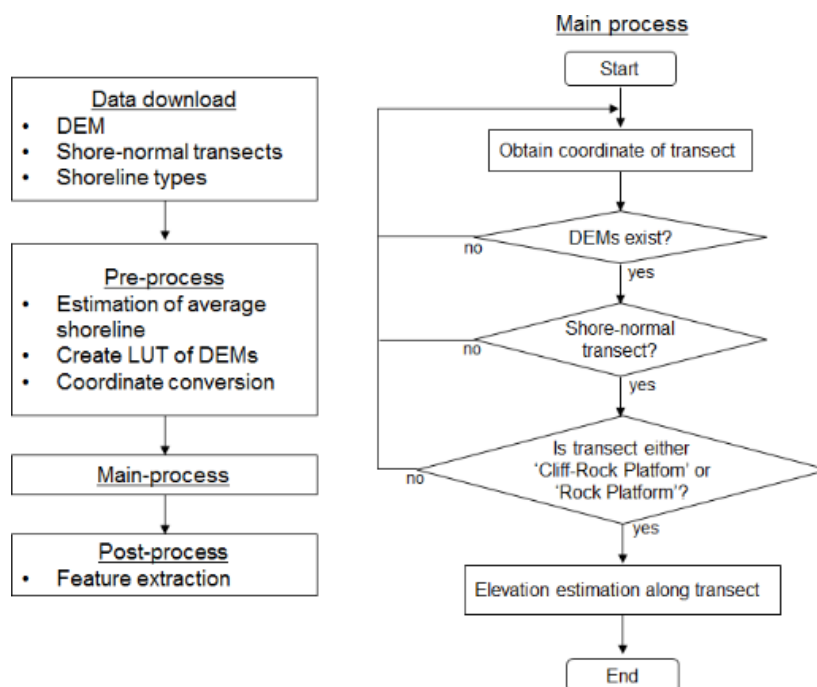 Data download
• DEM
• Shore-normal transects
• Shoreline types
Pre-process
• Estimation of average
shoreline
• Create LUT of DEMs
• Coordinate conversion
Main-process
Post-process
• Feature extraction
Main process
Start
Obtain coordinate of transect
DEMs exist?
no
yes
Shore-normal
transect?
no
yes
Is transect either
‘Cliff-Rock Platfom’ or
‘Rock Platform’?
no
yes
Elevation estimation along transect
End